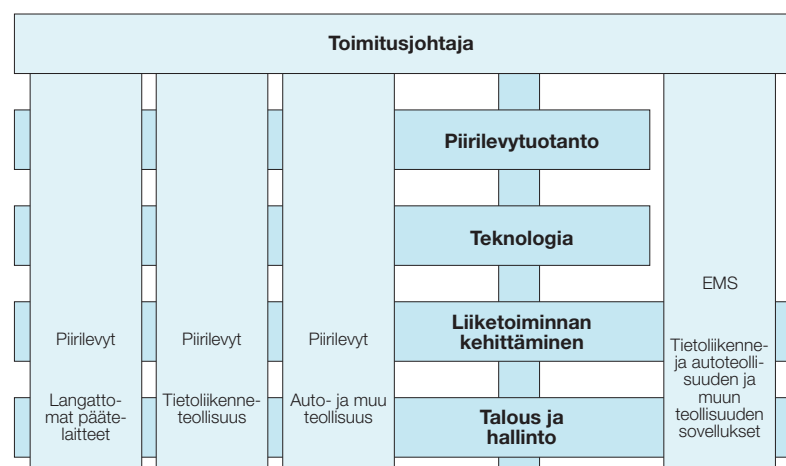 Toimitusjohtaja
Piirilevytuotanto
Teknologia
Liiketoiminnan
kehittäminen
Talous ja
hallinto
Piirilevyt
Langatto-
mat pääte-
laitteet
Piirilevyt
Tietoliikenne-
teollisuus
Piirilevyt
Auto- ja muu
teollisuus
EMS
Tietoliikenne-
ja autoteolli-
suuden ja
muun
teollisuuden
sovellukset